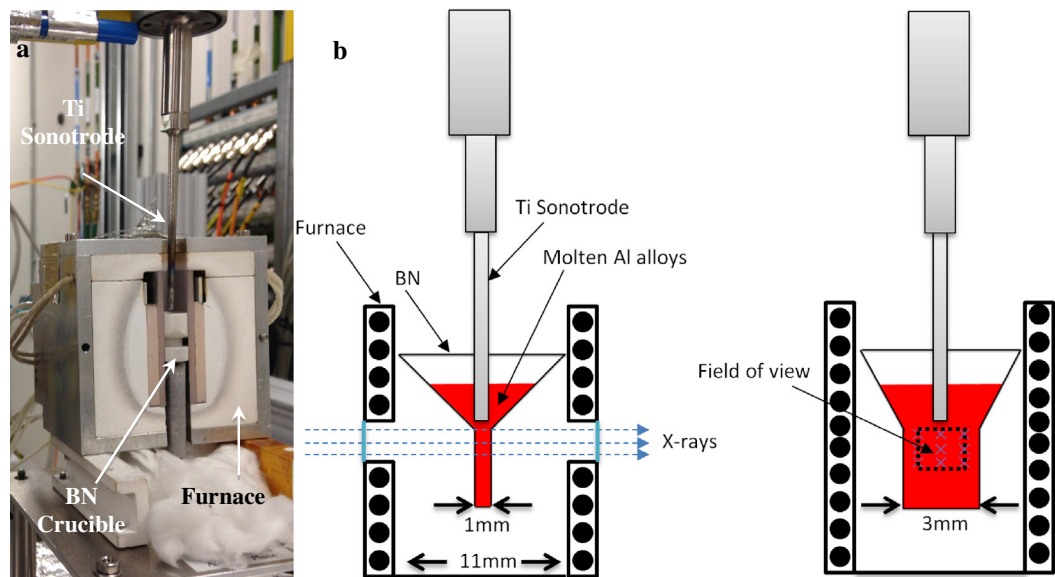 a
Ti
Sonotrode
BN
Crucible
Furnace
b
Furnace
BN
Ti Sonotrode
Molten Al alloys
X-rays
1mm
11mm
Field of view
3mm